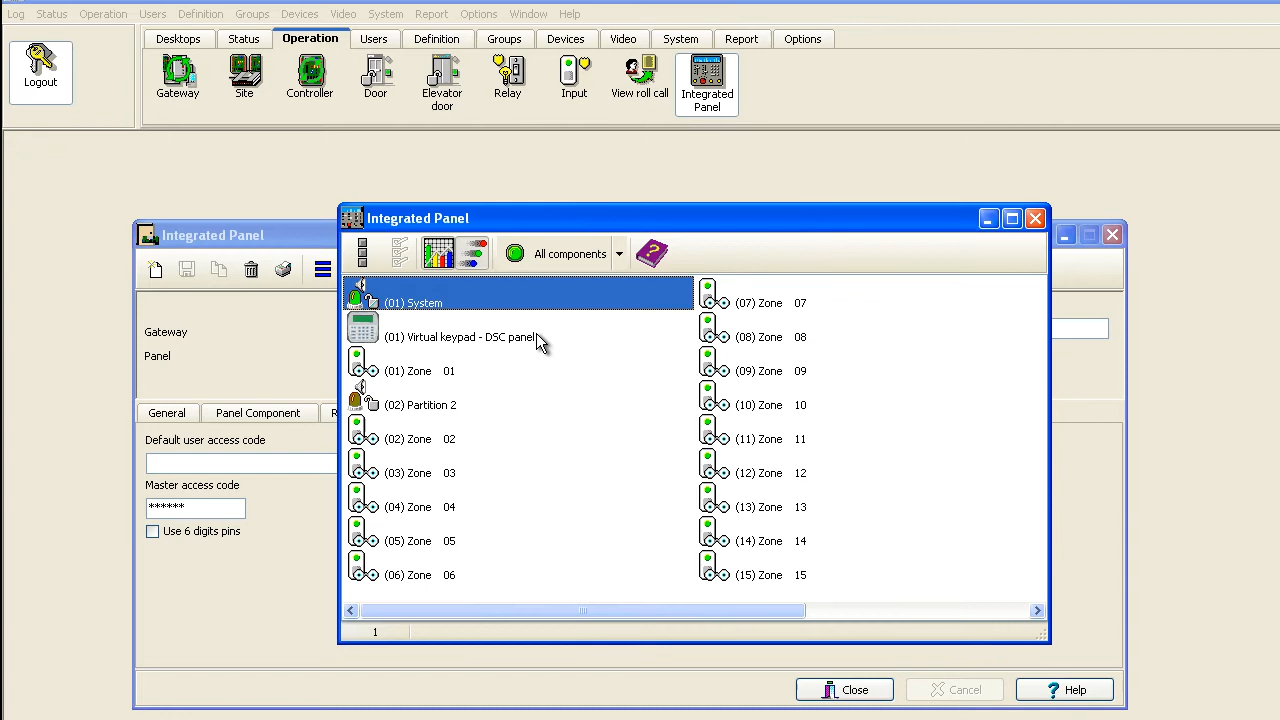 Log Status Operation Users Definition Groups Devices Video System Report Options Window Help
Logout
Desktops Status Operation Users Definition Groups Devices Video System Report Options
Gateway Site Controller Door Elevator door Relay Input View roll call Integrated Panel
Integrated Panel
Gateway
Panel
General Panel Component R
Default user access code
Master access code
******
Use 6 digits pins
Integrated Panel
All components
(01) System
(01) Virtual keypad - DSC panel
(01) Zone 01
(02) Partition 2
(02) Zone 02
(03) Zone 03
(04) Zone 04
(05) Zone 05
(06) Zone 06
(07) Zone 07
(08) Zone 08
(09) Zone 09
(10) Zone 10
(11) Zone 11
(12) Zone 12
(13) Zone 13
(14) Zone 14
(15) Zone 15
1
Close Cancel Help